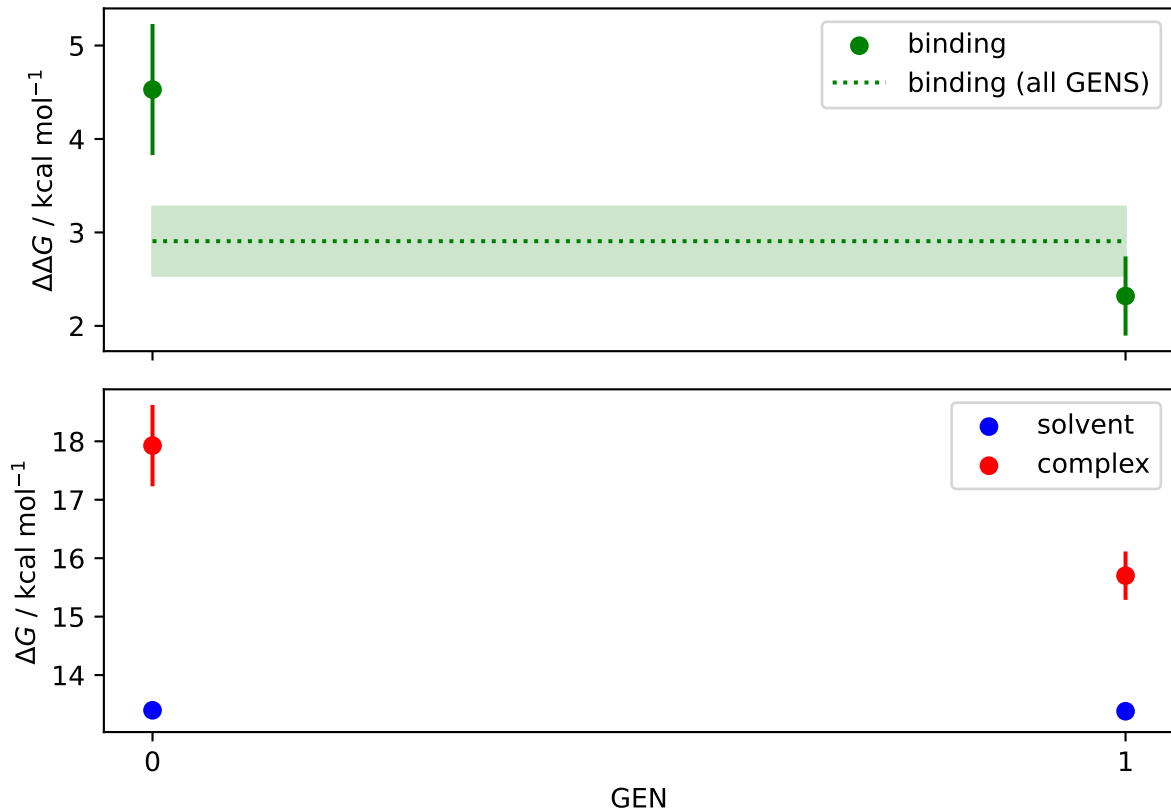 5
4
3
2
ΔΔG / kcal mol⁻¹
binding
binding (all GENS)
18
17
16
15
14
ΔG / kcal mol⁻¹
solvent
complex
0
1
GEN